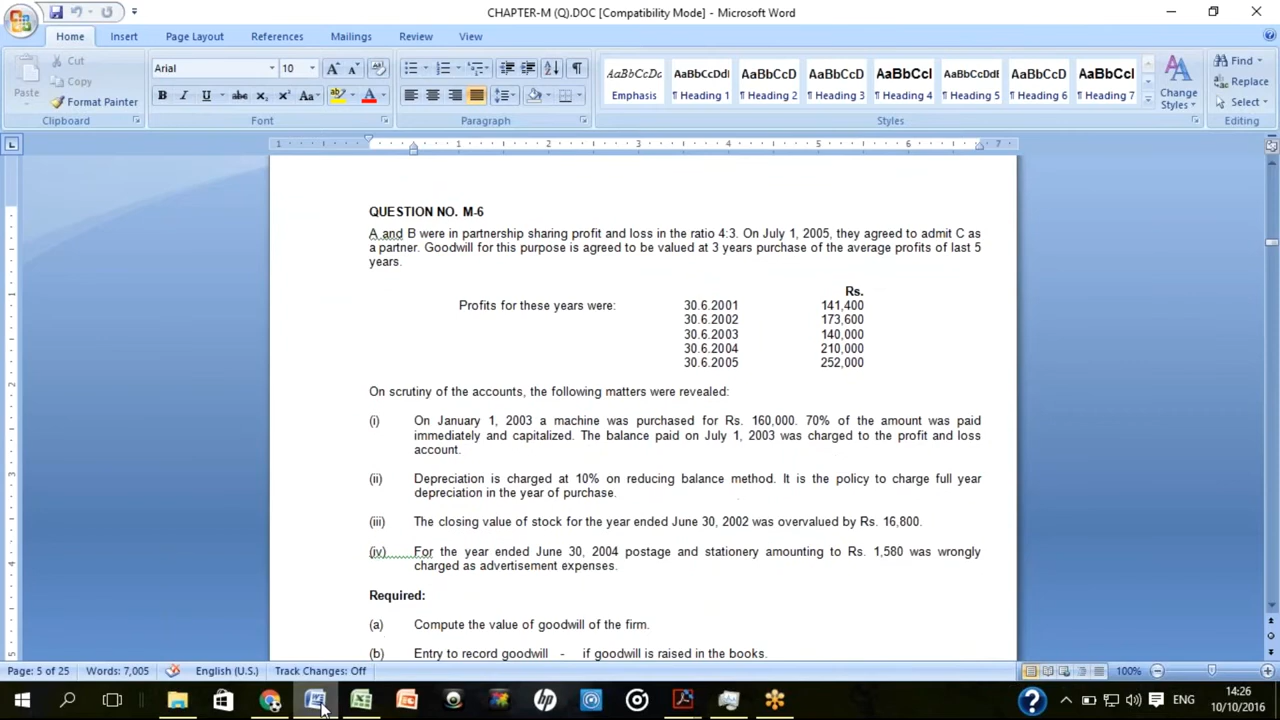 CHAPTER-M (Q).DOC [Compatibility Mode] - Microsoft Word
Home Insert Page Layout References Mailings Review View
Cut
Copy
Format Painter
Paste
Clipboard
Arial 10
Font
Paragraph
AaBbCcDc AaBbCcDdI AaBbCcD AaBbCcD AaBbCcI AaBbCcDdE AaBbCcD AaBbCcI
Emphasis ¶ Heading 1 ¶ Heading 2 ¶ Heading 3 ¶ Heading 4 ¶ Heading 5 ¶ Heading 6 ¶ Heading 7
Change Styles
Styles
Find
Replace
Select
Editing
QUESTION NO. M-6
A and B were in partnership sharing profit and loss in the ratio 4:3. On July 1, 2005, they agreed to admit C as
a partner. Goodwill for this purpose is agreed to be valued at 3 years purchase of the average profits of last 5
years.
Rs.
Profits for these years were: 30.6.2001 141,400
30.6.2002 173,600
30.6.2003 140,000
30.6.2004 210,000
30.6.2005 252,000
On scrutiny of the accounts, the following matters were revealed:
(i) On January 1, 2003 a machine was purchased for Rs. 160,000. 70% of the amount was paid
immediately and capitalized. The balance paid on July 1, 2003 was charged to the profit and loss
account.
(ii) Depreciation is charged at 10% on reducing balance method. It is the policy to charge full year
depreciation in the year of purchase.
(iii) The closing value of stock for the year ended June 30, 2002 was overvalued by Rs. 16,800.
(iv) For the year ended June 30, 2004 postage and stationery amounting to Rs. 1,580 was wrongly
charged as advertisement expenses.
Required:
(a) Compute the value of goodwill of the firm.
(b) Entry to record goodwill - if goodwill is raised in the books.
Page: 5 of 25 Words: 7,005 English (U.S.) Track Changes: Off 100%
ENG
14:26
10/10/2016